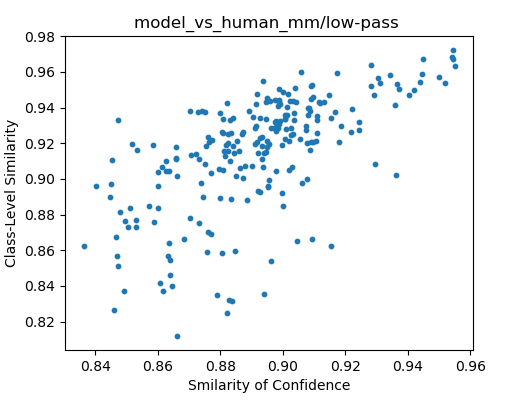 model_vs_human_mm/low-pass
0.98
0.96
0.94
0.92
0.90
0.88
0.86
0.84
0.82
Class-Level Similarity
0.84 0.86 0.88 0.90 0.92 0.94 0.96
Smilarity of Confidence